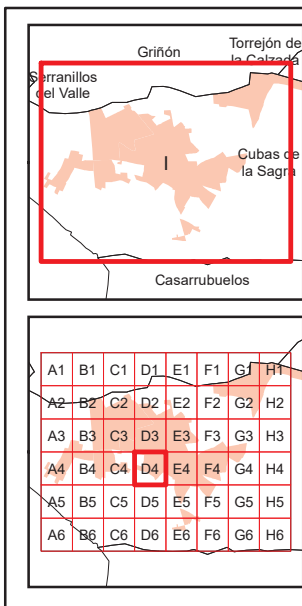 Griñón
Torrejón de
la Calzada
Serranillos
del Valle
I
Cubas de
la Sagra
Casarrubuelos
A1 B1 C1 D1 E1 F1 G1 H1
A2 B2 C2 D2 E2 F2 G2 H2
A3 B3 C3 D3 E3 F3 G3 H3
A4 B4 C4 D4 E4 F4 G4 H4
A5 B5 C5 D5 E5 F5 G5 H5
A6 B6 C6 D6 E6 F6 G6 H6